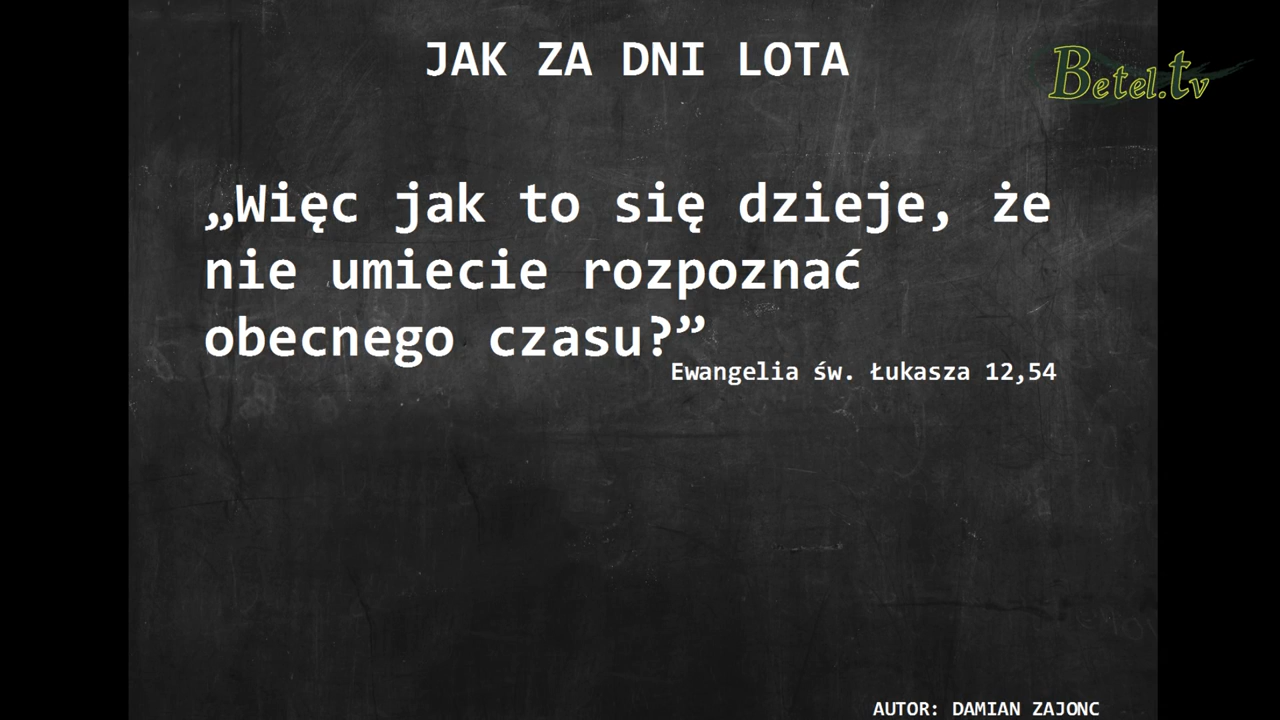 JAK ZA DNI LOTA
Betel.tv
„Więc jak to się dzieje, że
nie umiecie rozpoznać
obecnego czasu?”
Ewangelia św. Łukasza 12,54
AUTOR: DAMIAN ZAJONC